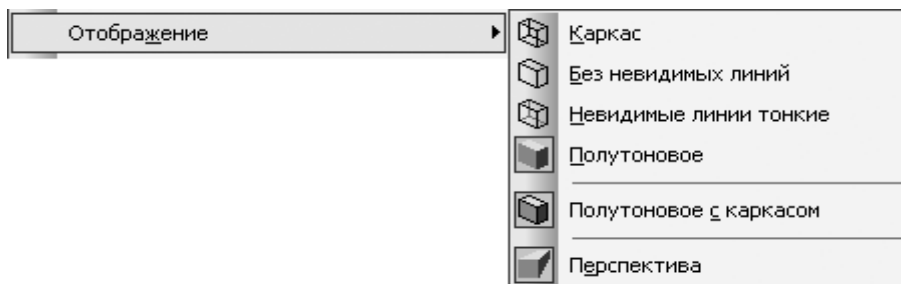 Отображение
Каркас
Без невидимых линий
Невидимые линии тонкие
Полутоновое
Полутоновое с каркасом
Перспектива